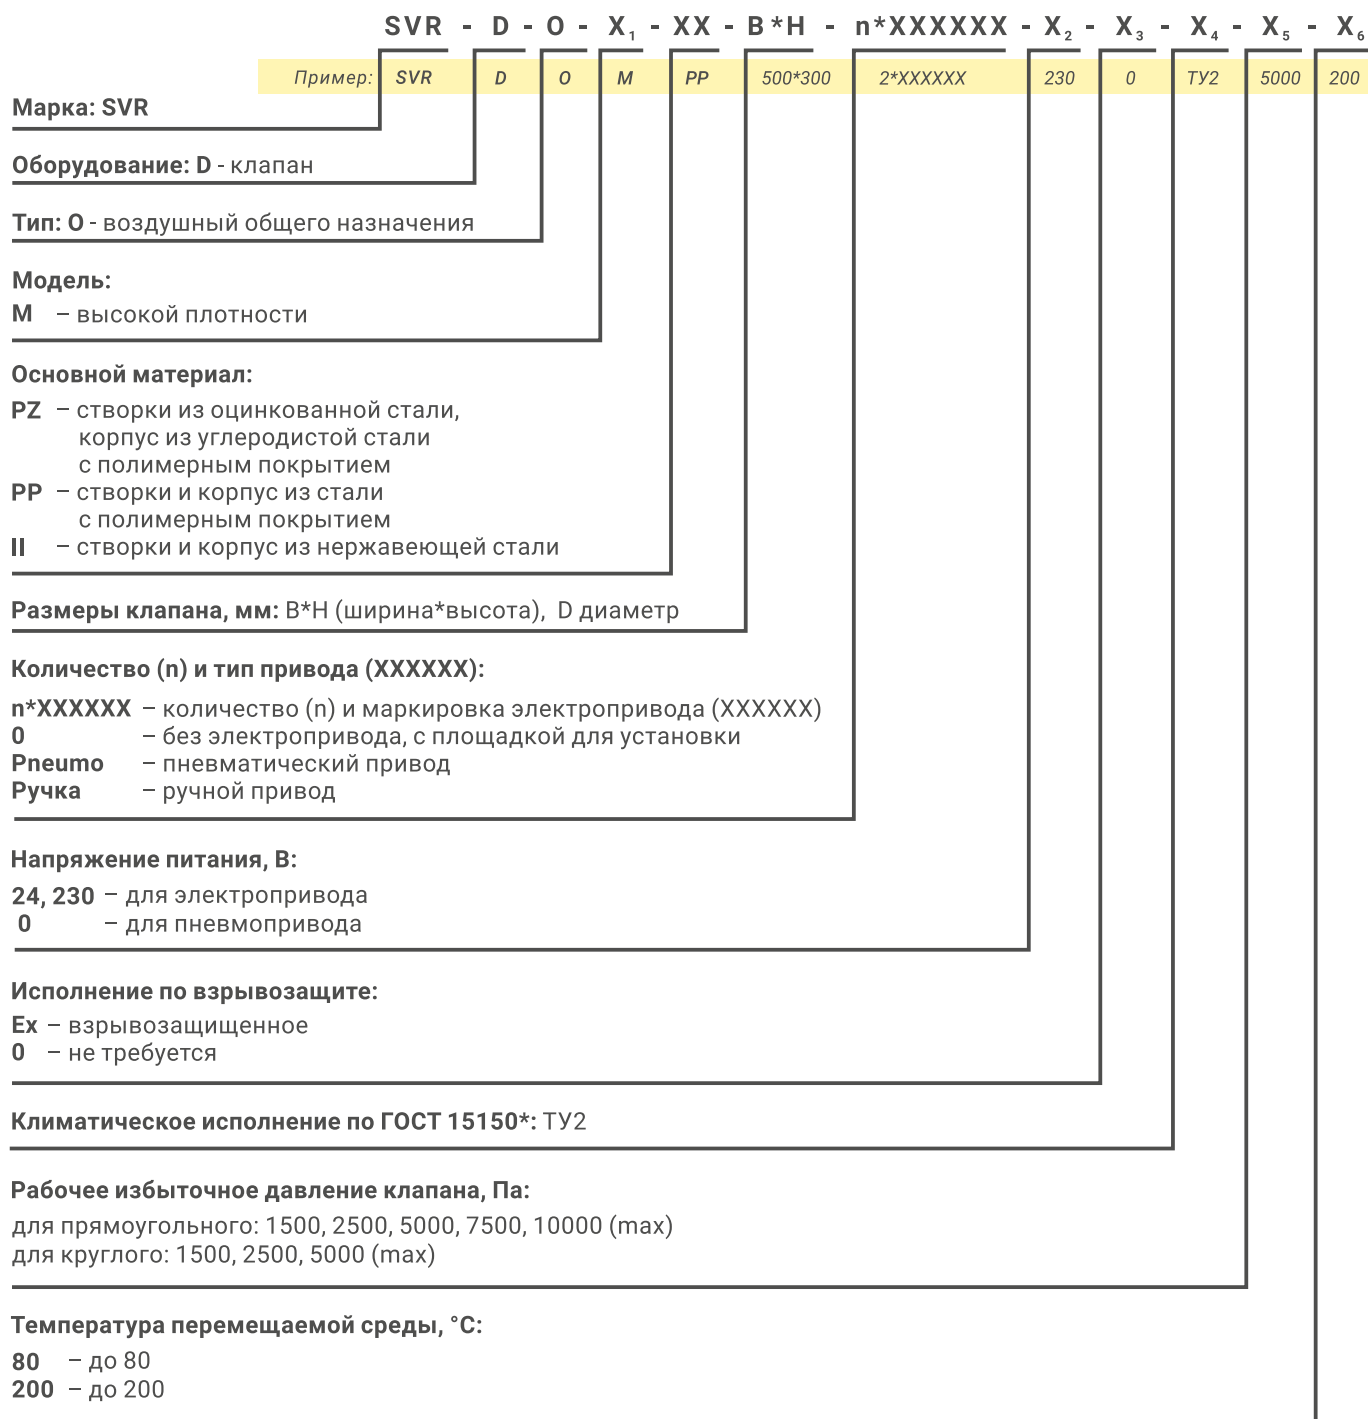 SVR - D - O - X₁ - XX - B*H - n*XXXXXX - X₂ - X₃ - X₄ - X₅ - X₆
Пример: SVR D O M PP 500*300 2*XXXXXX 230 0 ТУ2 5000 200
Марка: SVR
Оборудование: D - клапан
Тип: O - воздушный общего назначения
Модель:
М – высокой плотности
Основной материал:
PZ – створки из оцинкованной стали,
корпус из углеродистой стали
с полимерным покрытием
PP – створки и корпус из стали
с полимерным покрытием
II – створки и корпус из нержавеющей стали
Размеры клапана, мм: B*H (ширина*высота), D диаметр
Количество (n) и тип привода (XXXXXX):
n*XXXXXX – количество (n) и маркировка электропривода (XXXXXX)
0 – без электропривода, с площадкой для установки
Pneumo – пневматический привод
Ручка – ручной привод
Напряжение питания, В:
24, 230 – для электропривода
0 – для пневмопривода
Исполнение по взрывозащите:
Ex – взрывозащищенное
0 – не требуется
Климатическое исполнение по ГОСТ 15150*: ТУ2
Рабочее избыточное давление клапана, Па:
для прямоугольного: 1500, 2500, 5000, 7500, 10000 (max)
для круглого: 1500, 2500, 5000 (max)
Температура перемещаемой среды, °С:
80 – до 80
200 – до 200